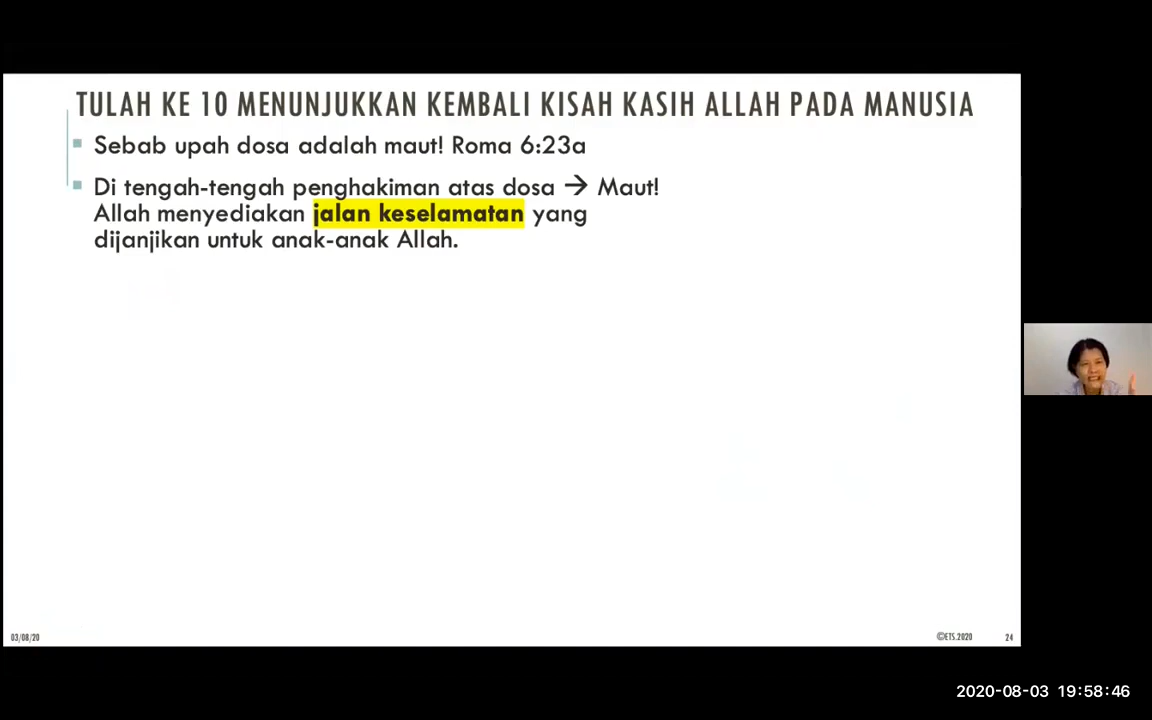 TULAH KE 10 MENUNJUKKAN KEMBALI KISAH KASIH ALLAH PADA MANUSIA
▪ Sebab upah dosa adalah maut! Roma 6:23a
▪ Di tengah-tengah penghakiman atas dosa → Maut!
Allah menyediakan jalan keselamatan yang
dijanjikan untuk anak-anak Allah.
03/08/20
©ETS.2020
24
2020-08-03 19:58:46